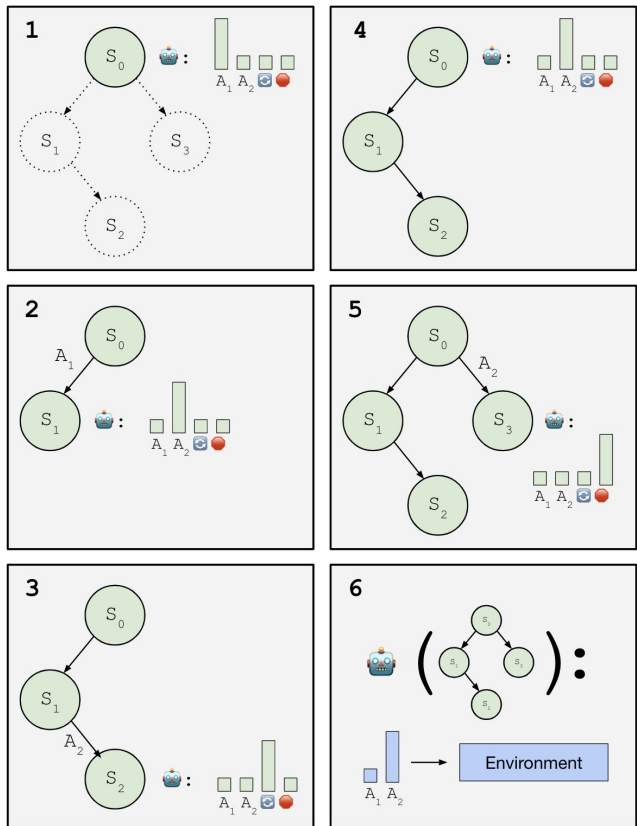 1
S₀
:
A₁ A₂
S₁
S₃
S₂
4
S₀
:
A₁ A₂
S₁
S₂
2
S₀
A₁
S₁
:
A₁ A₂
5
S₀
A₂
S₁
S₃
:
A₁ A₂
S₂
3
S₀
S₁
A₂
S₂
:
A₁ A₂
6
( ) :
S₁
S₃
Environment
A₁ A₂